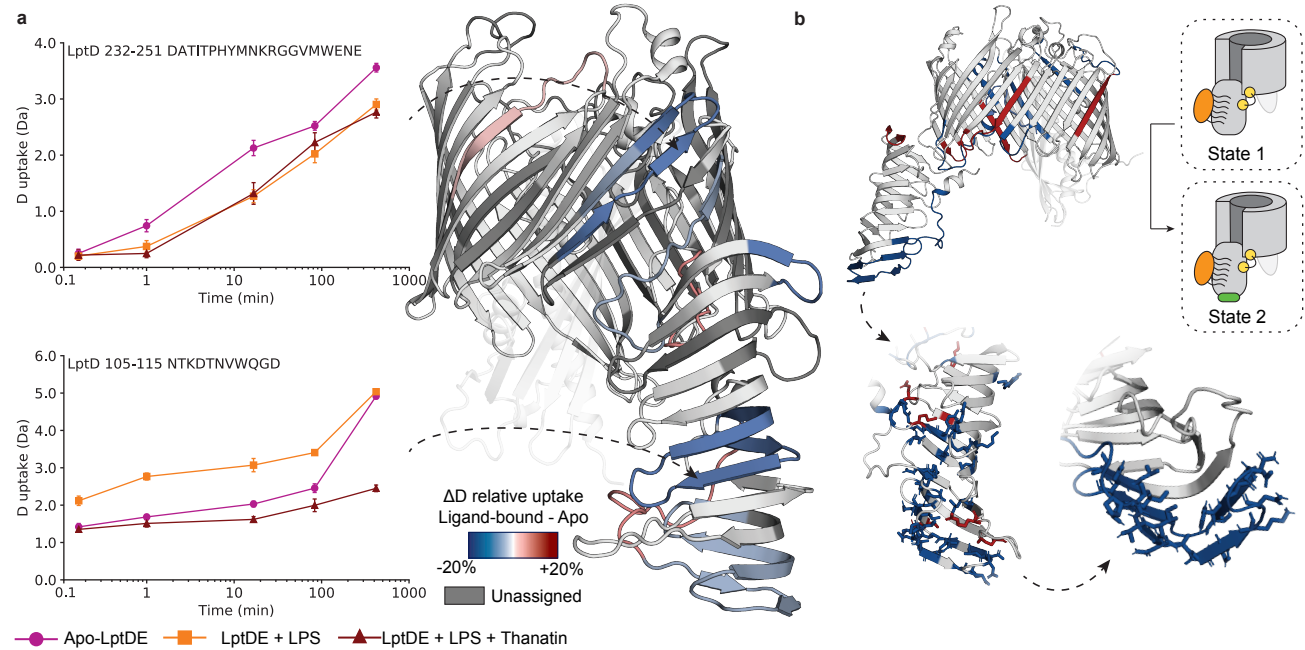 a
LptD 232-251 DATITPHYMNKRGGVMWENE
D uptake (Da)
4.0
3.0
2.0
1.0
0.0
0.1
1
10
100
1000
Time (min)
LptD 105-115 NTKDTNVWQGD
D uptake (Da)
6.0
5.0
4.0
3.0
2.0
1.0
0.0
0.1
1
10
100
1000
Time (min)
Apo-LptDE
LptDE + LPS
LptDE + LPS + Thanatin
ΔD relative uptake
Ligand-bound - Apo
-20%
+20%
Unassigned
b
State 1
State 2